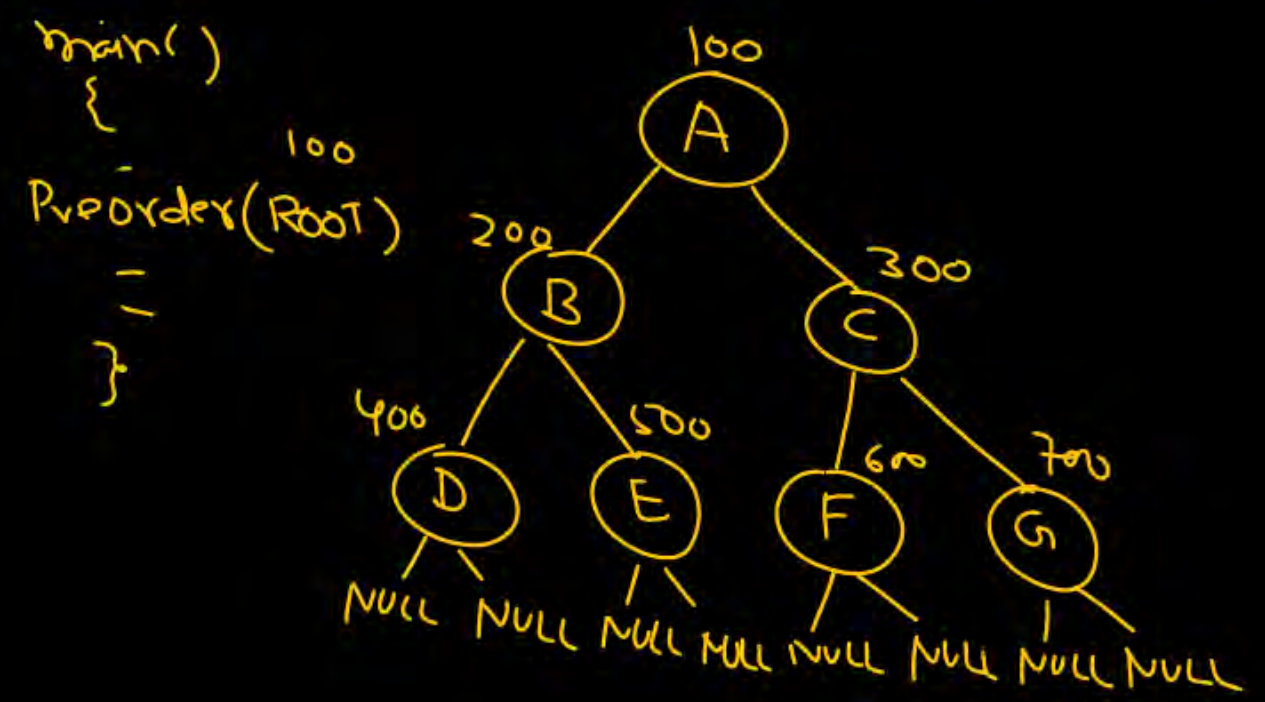 main()
{
100
Preorder(ROOT)
}
100
A
200
B
300
C
400
D
500
E
600
F
700
G
NULL NULL NULL NULL NULL NULL NULL NULL